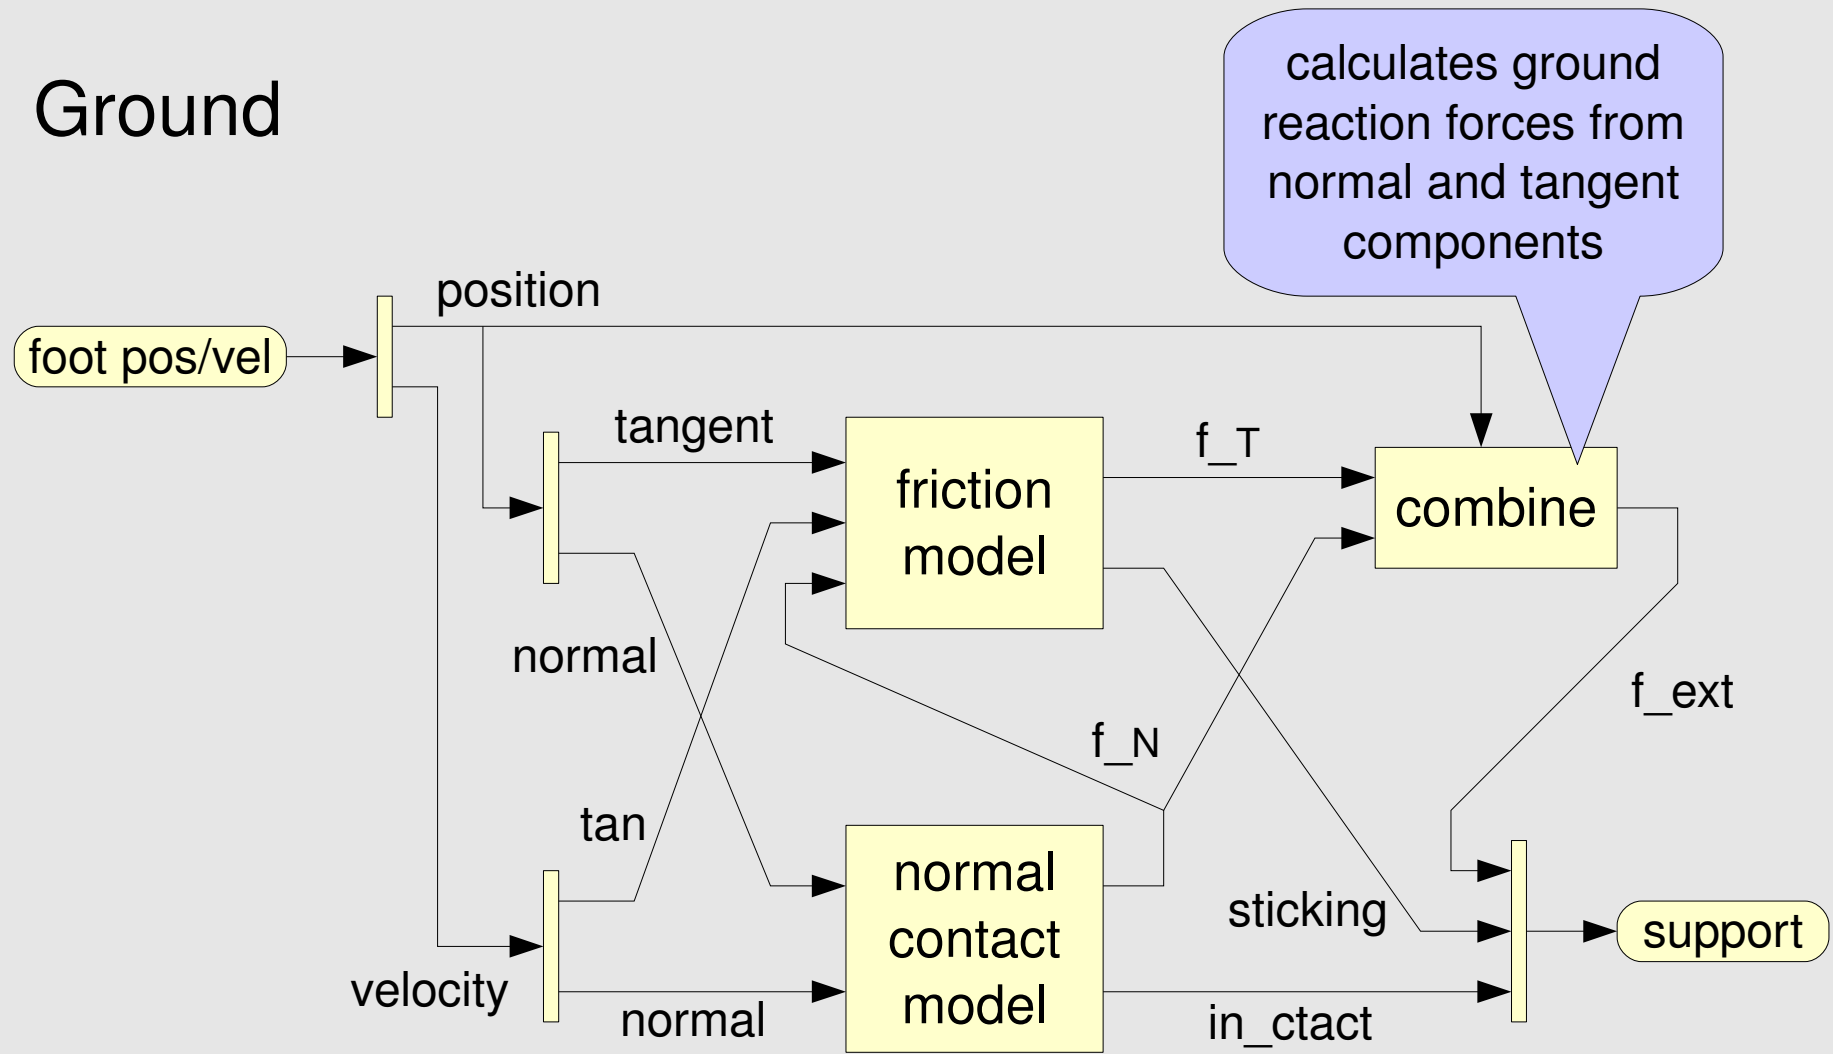 Ground
calculates ground
reaction forces from
normal and tangent
components
position
foot pos/vel
tangent
f_T
friction
model
combine
normal
f_N
f_ext
tan
normal
contact
model
sticking
support
velocity
normal
in_ctact